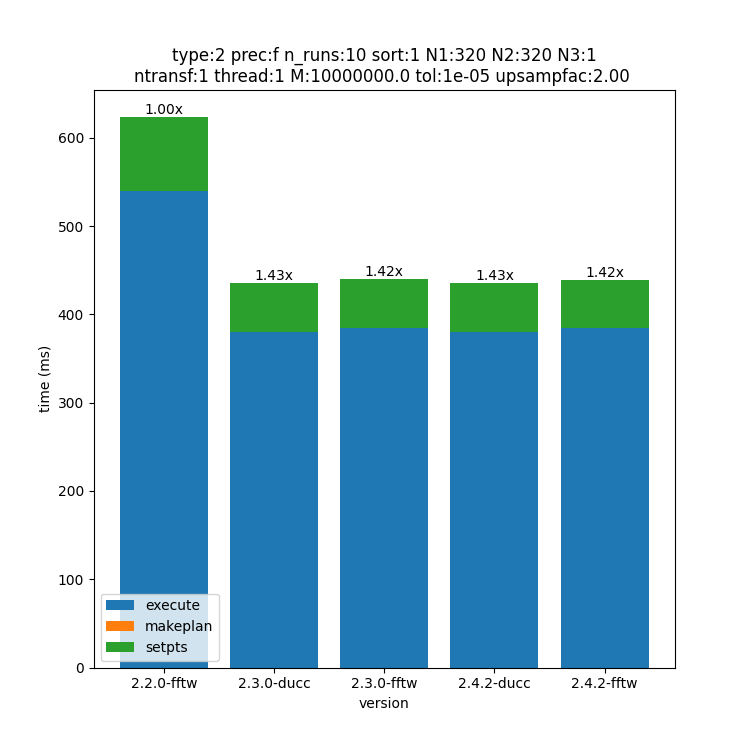 type:2 prec:f n_runs:10 sort:1 N1:320 N2:320 N3:1
ntransf:1 thread:1 M:10000000.0 tol:1e-05 upsampfac:2.00
1.00x
1.43x
1.42x
1.43x
1.42x
600
500
400
300
200
100
0
time (ms)
execute
makeplan
setpts
2.2.0-fftw
2.3.0-ducc
2.3.0-fftw
2.4.2-ducc
2.4.2-fftw
version